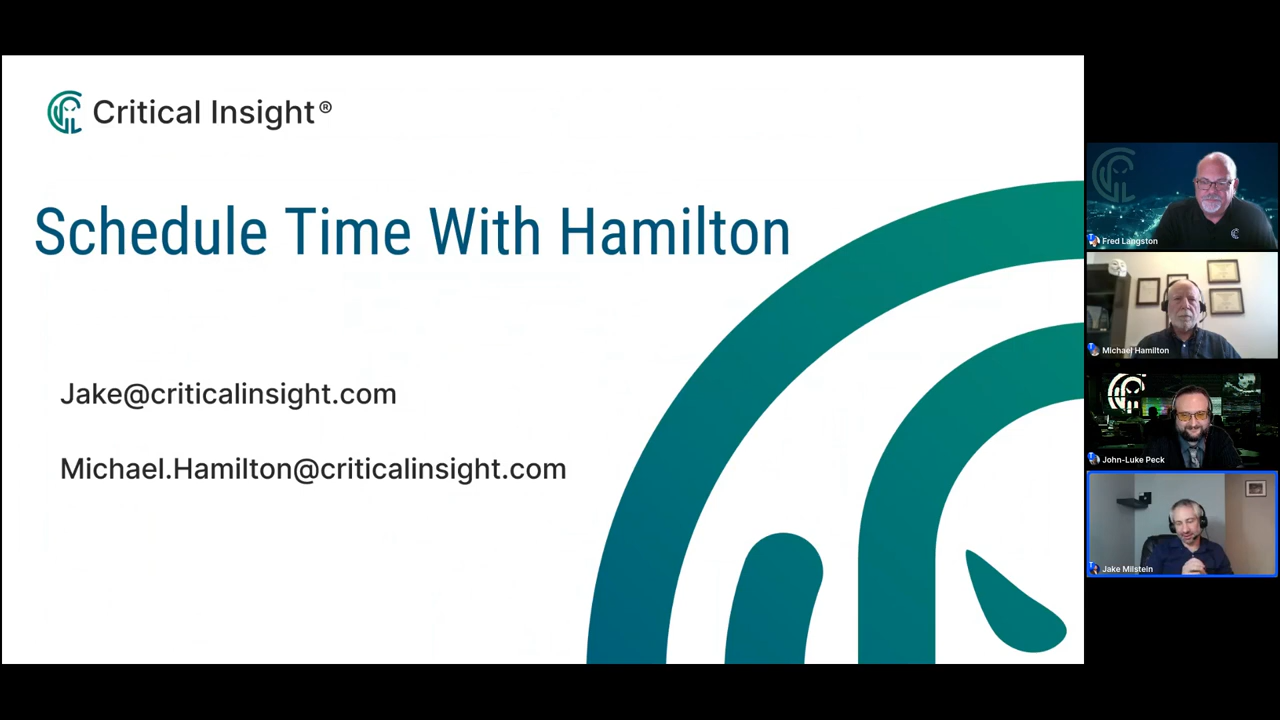 Critical Insight®
Schedule Time With Hamilton
Jake@criticalinsight.com
Michael.Hamilton@criticalinsight.com
Fred Langston
Michael Hamilton
John-Luke Peck
Jake Milstein